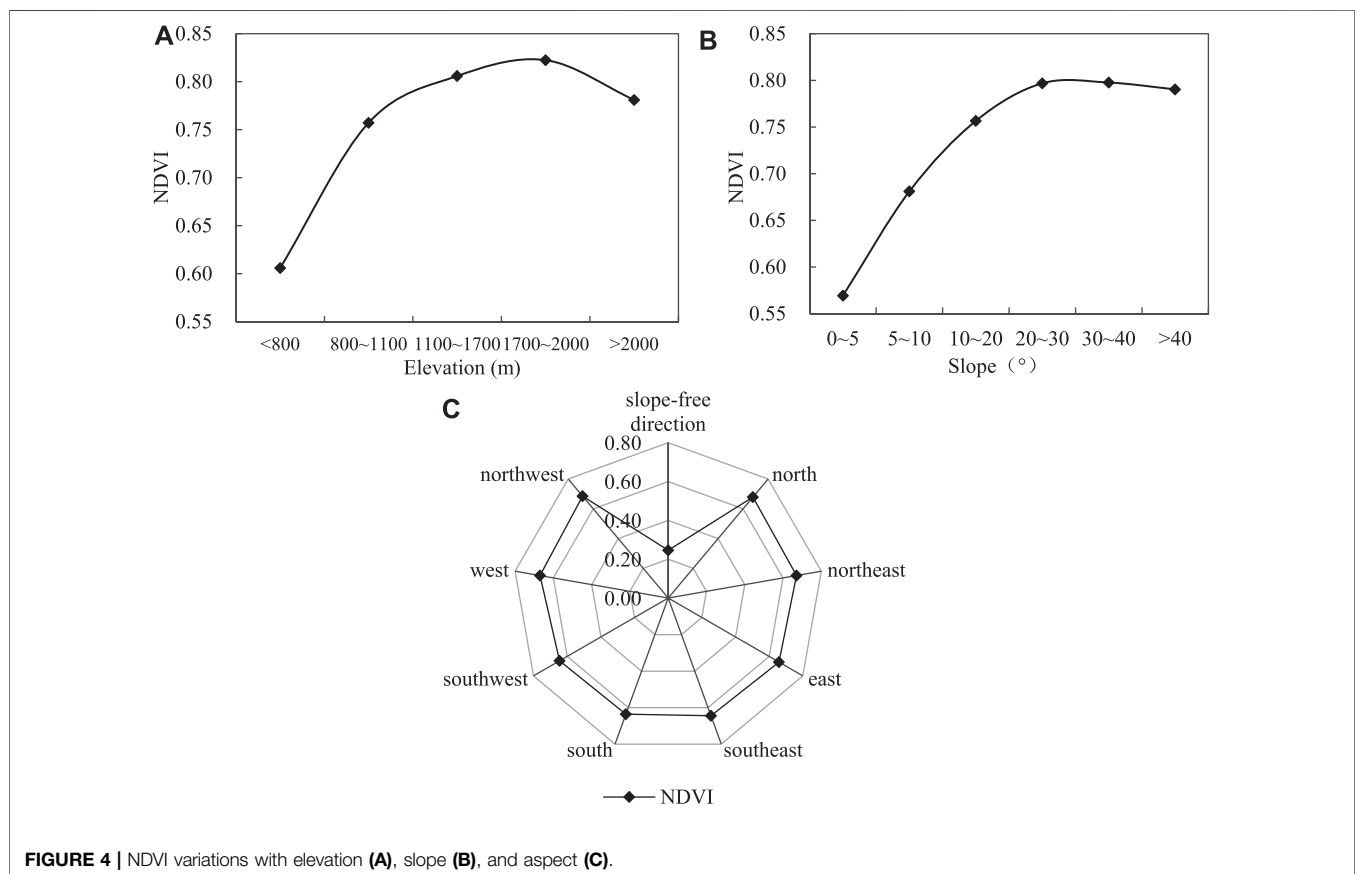 A
NDVI
0.85
0.80
0.75
0.70
0.65
0.60
0.55
<800 800~1100 1100~1700 1700~2000 >2000
Elevation (m)
B
NDVI
0.85
0.80
0.75
0.70
0.65
0.60
0.55
0~5 5~10 10~20 20~30 30~40 >40
Slope（°）
C
slope-free
direction
0.80
0.60
0.40
0.20
0.00
north
northeast
east
southeast
south
southwest
west
northwest
NDVI
FIGURE 4 | NDVI variations with elevation (A), slope (B), and aspect (C).